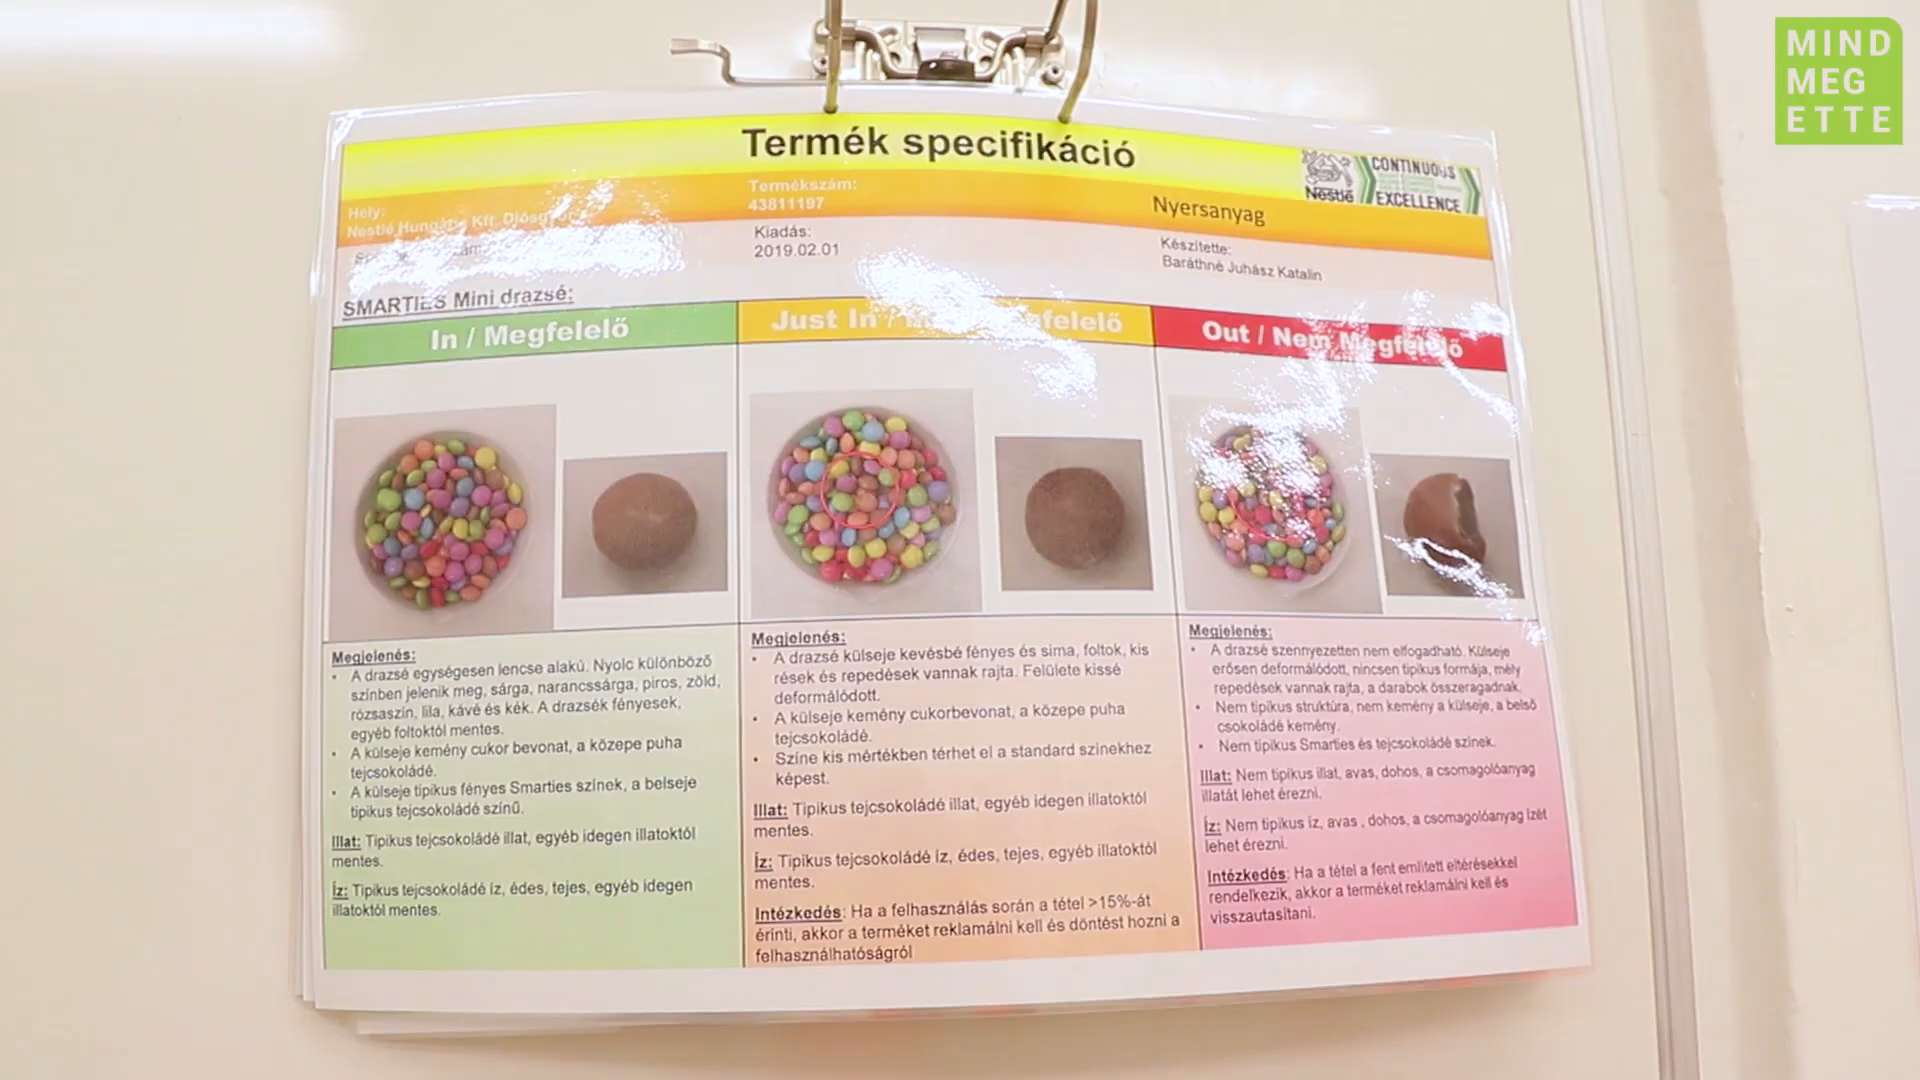 MIND
MEG
ETTE
Termék specifikáció
Nestlé
CONTINUOUS
EXCELLENCE
Hely:
Nestlé Hungária Kft.
Termékszám:
43811197
Nyersanyag
Kiadás:
2019.02.01
Készítette:
Baráthné Juhász Katalin
SMARTIES Mini drazsé:
In / Megfelelő
Megjelenés:
• A drazsé egységesen lencse alakú. Nyolc különböző
színben jelenik meg, sárga, narancssárga, piros, zöld,
rózsaszín, lila, kávé és kék. A drazsék fényesek,
egyéb foltoktól mentes.
• A külseje kemény cukor bevonat, a közepe puha
tejcsokoládé.
• A külseje tipikus fényes Smarties színek, a belseje
tipikus tejcsokoládé színű.
Illat: Tipikus tejcsokoládé illat, egyéb idegen illatoktól
mentes.
Íz: Tipikus tejcsokoládé íz, édes, tejes, egyéb idegen
illatoktól mentes.
Just In /
Megjelenés:
• A drazsé külseje kevésbé fényes és sima, foltok, kis
rések és repedések vannak rajta. Felülete kissé
deformálódott.
• A külseje kemény cukorbevonat, a közepe puha
tejcsokoládé.
• Színe kis mértékben térhet el a standard színekhez
képest.
Illat: Tipikus tejcsokoládé illat, egyéb idegen illatoktól
mentes.
Íz: Tipikus tejcsokoládé íz, édes, tejes, egyéb illatoktól
mentes.
Intézkedés: Ha a felhasználás során a tétel >15%-át
érinti, akkor a terméket reklamálni kell és döntést hozni a
felhasználhatóságról
Out / Nem Megfelelő
Megjelenés:
• A drazsé szennyezetten nem elfogadható. Külseje
erősen deformálódott, nincsen tipikus formája, mély
repedések vannak rajta, a darabok összeragadnak.
• Nem tipikus struktúra, nem kemény a külseje, a belső
csokoládé kemény.
• Nem tipikus Smarties és tejcsokoládé színek.
Illat: Nem tipikus illat, avas, dohos, a csomagolóanyag
illatát lehet érezni.
Íz: Nem tipikus íz, avas , dohos, a csomagolóanyag ízét
lehet érezni.
Intézkedés: Ha a tétel a fent említett eltérésekkel
rendelkezik, akkor a terméket reklamálni kell és
visszautasítani.